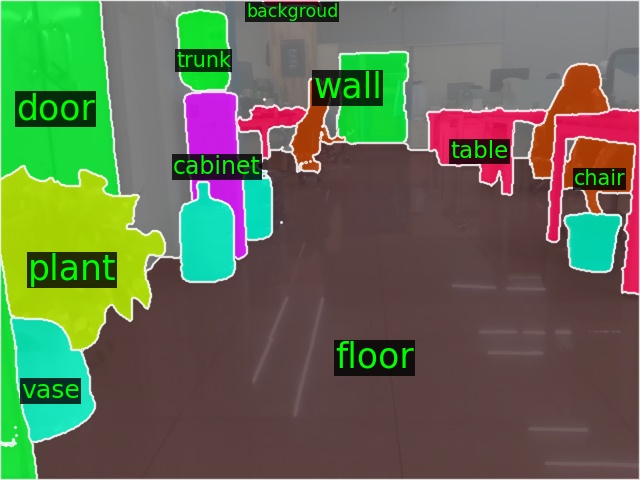 backgroud
trunk
wall
door
table
cabinet
chair
plant
floor
vase